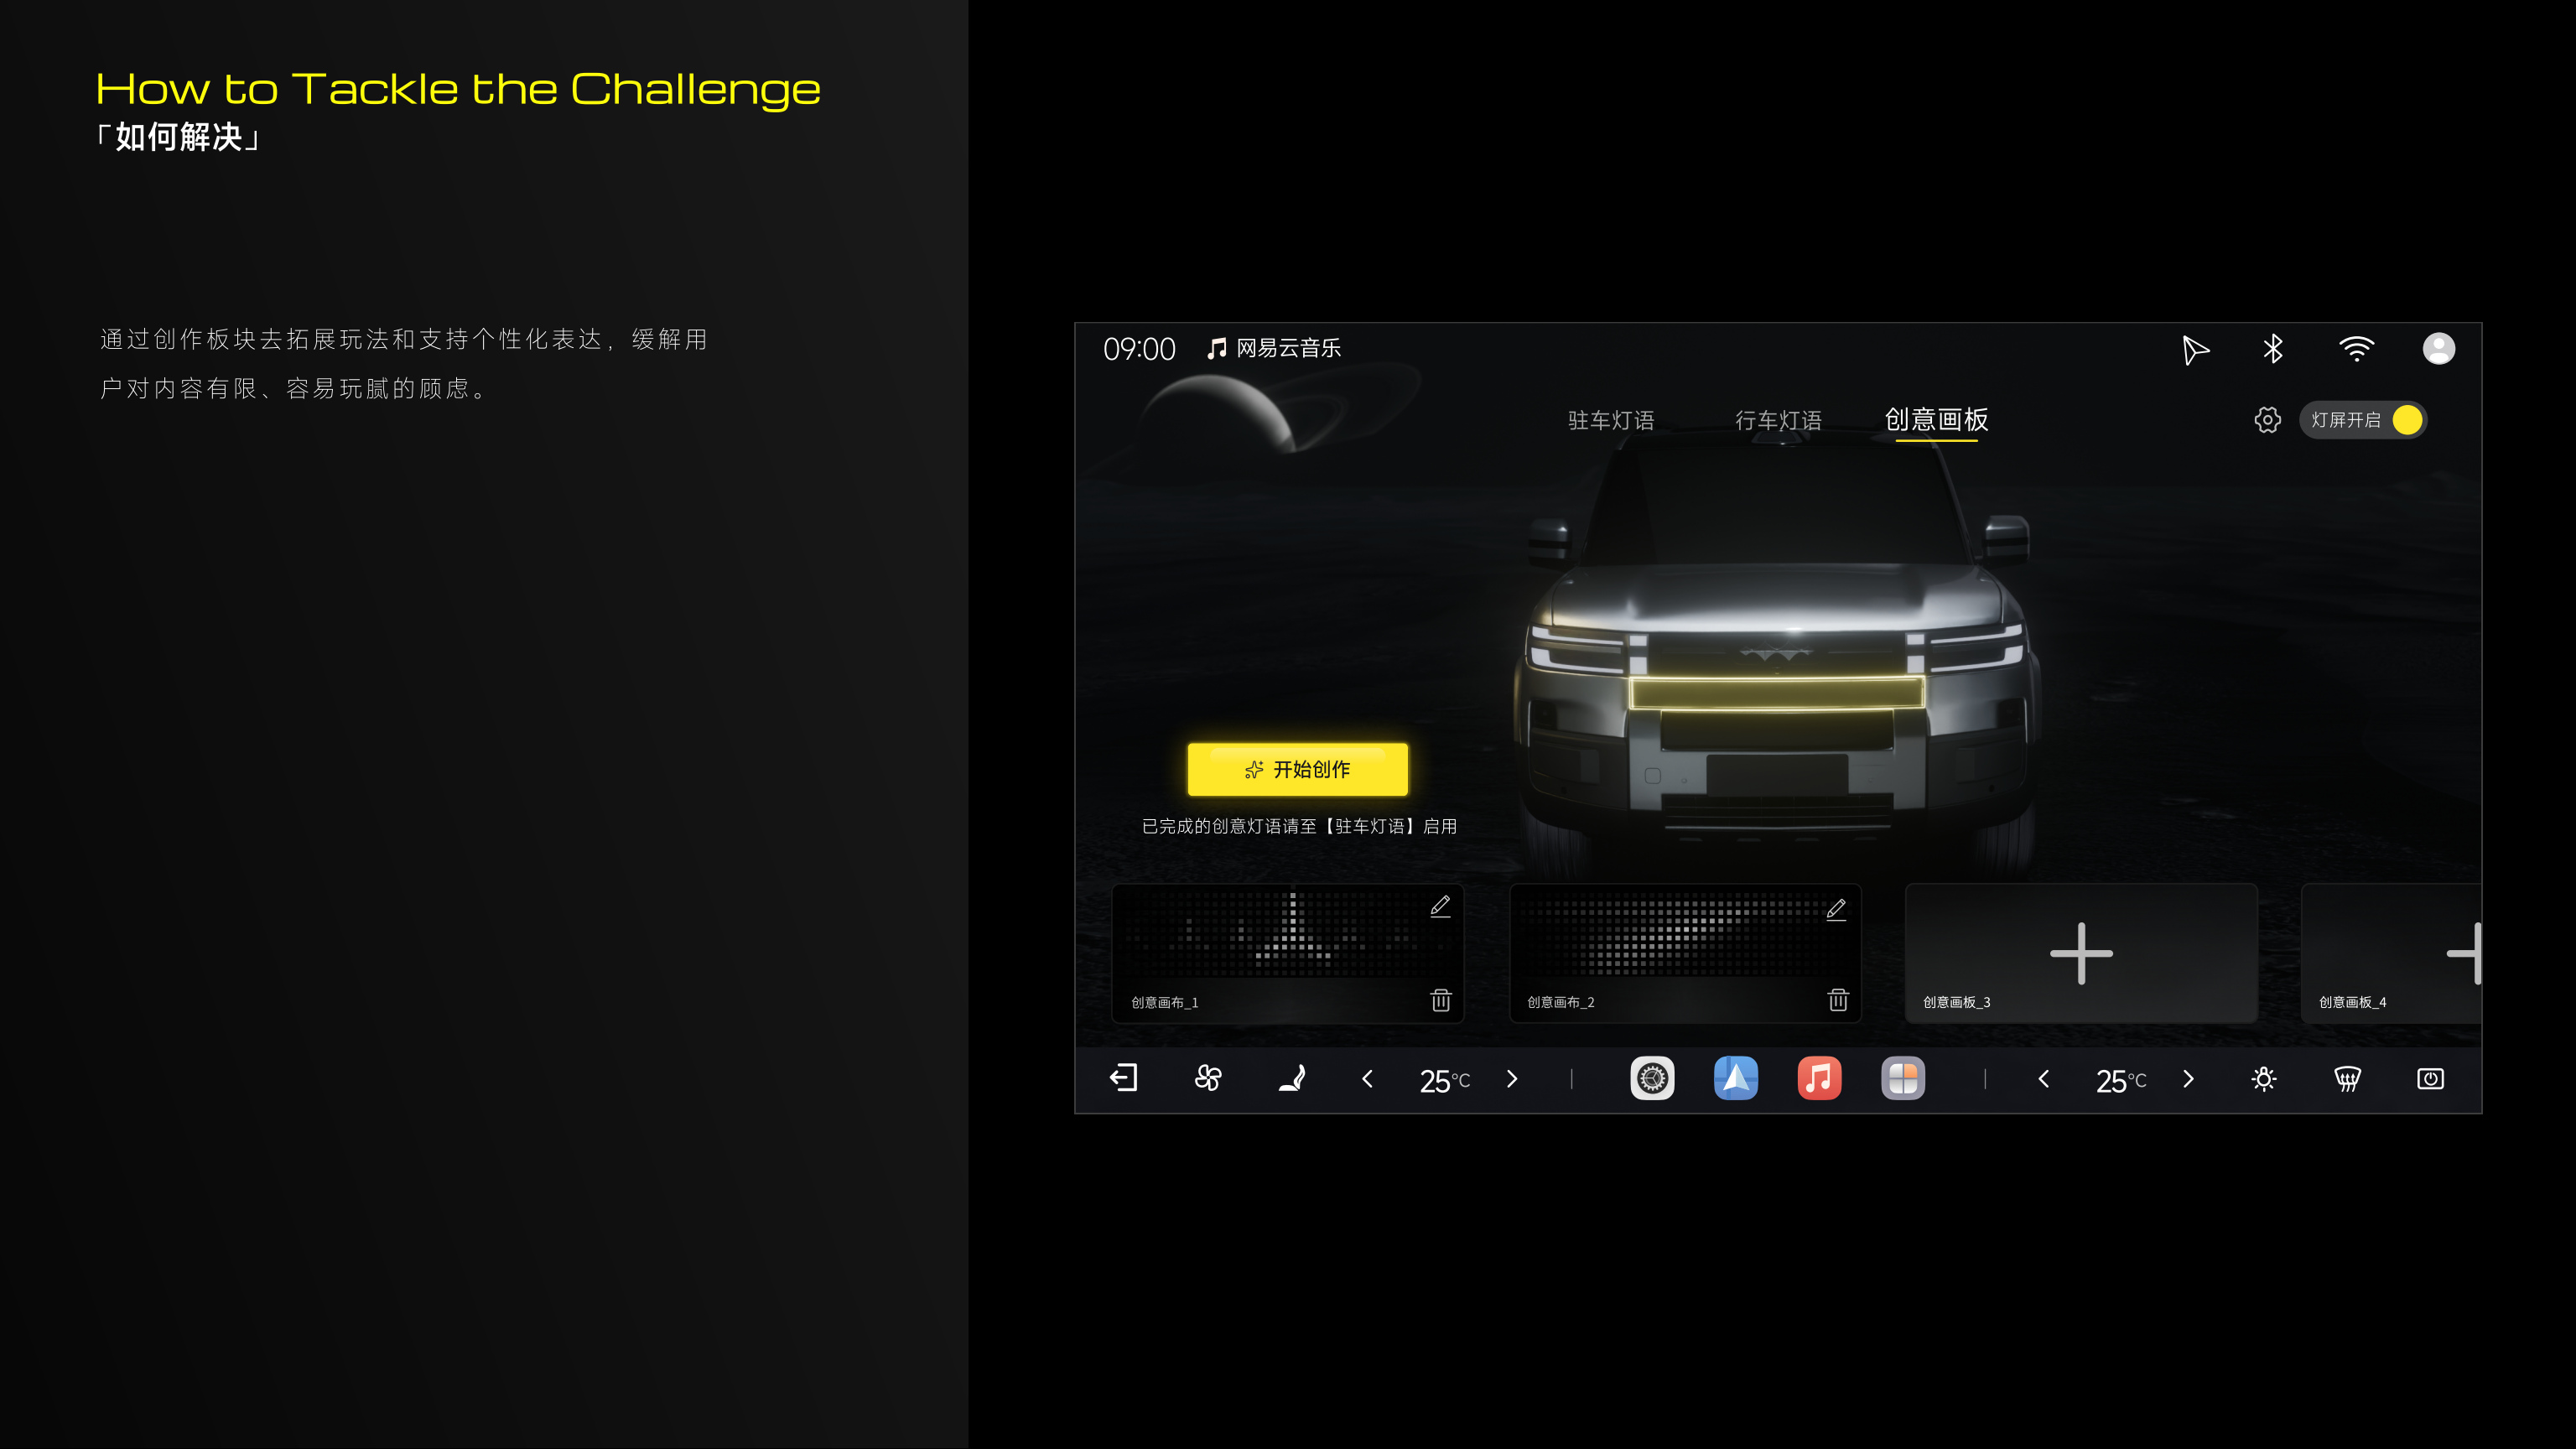 How to Tackle the Challenge
「如何解决」
通过创作板块去拓展玩法和支持个性化表达，缓解用
户对内容有限、容易玩腻的顾虑。
09:00 网易云音乐
驻车灯语 行车灯语 创意画板 灯屏开启
开始创作
已完成的创意灯语请至【驻车灯语】启用
创意画布_1 创意画布_2 创意画板_3 创意画板_4
25°C 25°C